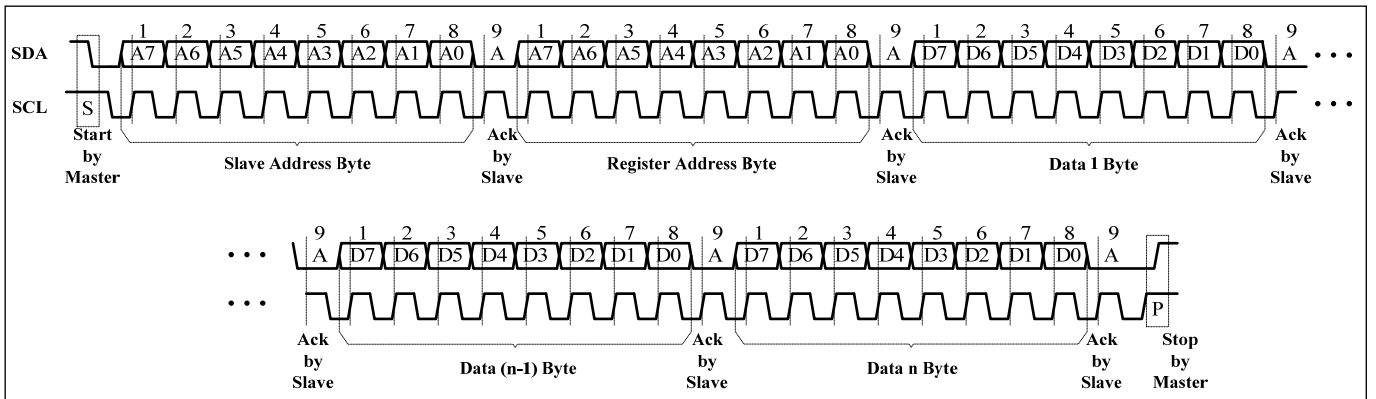 1 2 3 4 5 6 7 8 9 1 2 3 4 5 6 7 8 9 1 2 3 4 5 6 7 8 9
SDA A7 A6 A5 A4 A3 A2 A1 A0 A A7 A6 A5 A4 A3 A2 A1 A0 A D7 D6 D5 D4 D3 D2 D1 D0 A • • •
SCL S • • •
Start by Master
Slave Address Byte
Ack by Slave
Register Address Byte
Ack by Slave
Data 1 Byte
Ack by Slave
9 1 2 3 4 5 6 7 8 9 1 2 3 4 5 6 7 8 9
• • • A D7 D6 D5 D4 D3 D2 D1 D0 A D7 D6 D5 D4 D3 D2 D1 D0 A
• • • P
Ack by Slave
Data (n-1) Byte
Ack by Slave
Data n Byte
Ack by Slave
Stop by Master